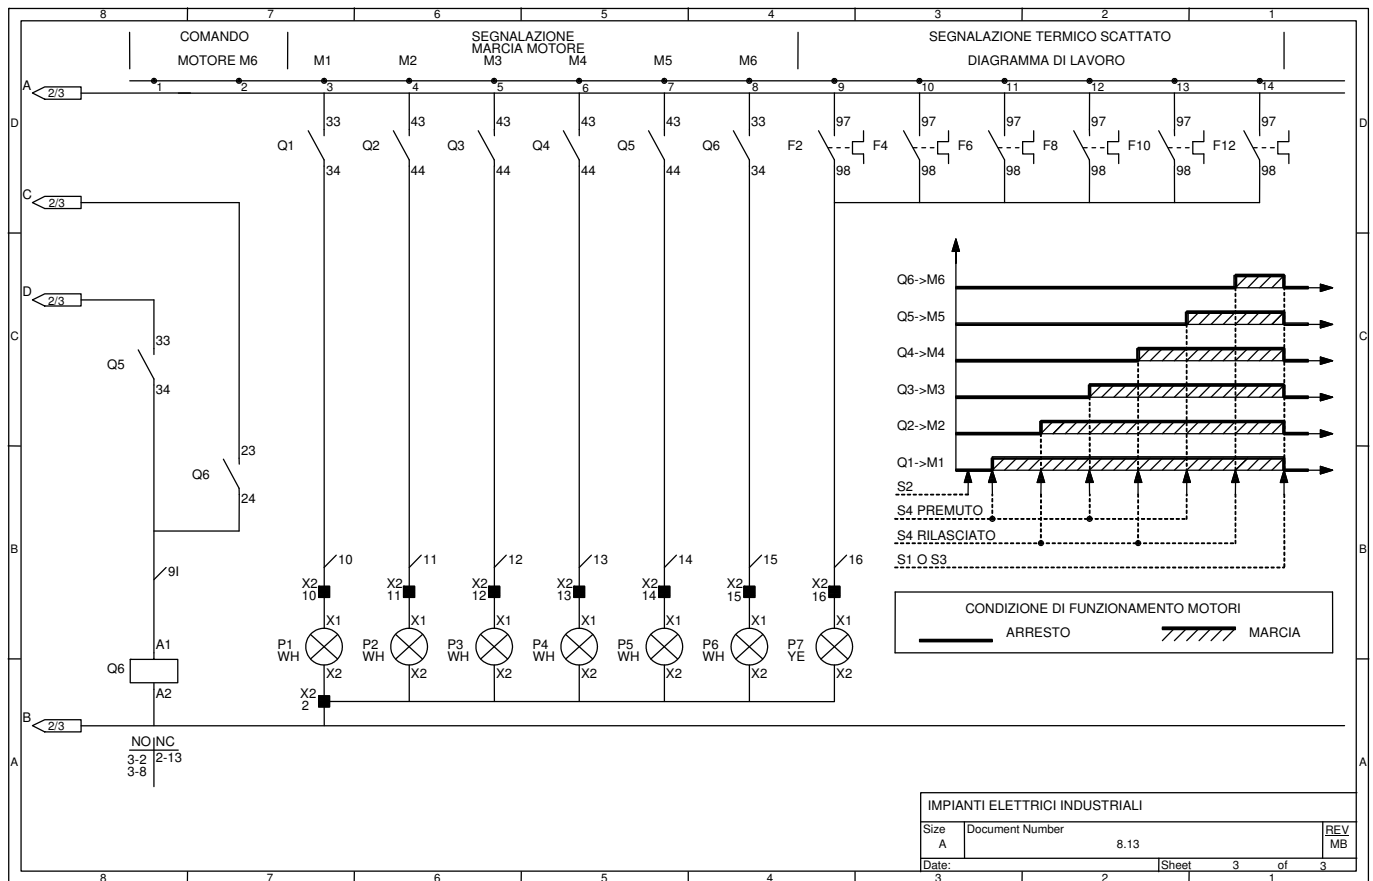 8 7 6 5 4 3 2 1
COMANDO
MOTORE M6
SEGNALAZIONE
MARCIA MOTORE
M1 M2 M3 M4 M5 M6
SEGNALAZIONE TERMICO SCATTATO
DIAGRAMMA DI LAVORO
A 2/3
1 2 3 4 5 6 7 8 9 10 11 12 13 14
D D
33 43 43 43 43 33 97 97 97 97 97 97
Q1 Q2 Q3 Q4 Q5 Q6 F2 F4 F6 F8 F10 F12
34 44 44 44 44 34 98 98 98 98 98 98
C 2/3
D 2/3
C C
33
Q5
34
23
Q6
24
Q6->M6
Q5->M5
Q4->M4
Q3->M3
Q2->M2
Q1->M1
S2
S4 PREMUTO
S4 RILASCIATO
S1 O S3
B B
9I
10 11 12 13 14 15 16
X2 X2 X2 X2 X2 X2 X2
10 11 12 13 14 15 16
X1 X1 X1 X1 X1 X1 X1
P1 P2 P3 P4 P5 P6 P7
WH WH WH WH WH WH YE
X2 X2 X2 X2 X2 X2 X2
CONDIZIONE DI FUNZIONAMENTO MOTORI
ARRESTO MARCIA
A1
Q6
A2
X2
2
B 2/3
NO NC
3-2 2-13
3-8
A A
IMPIANTI ELETTRICI INDUSTRIALI
Size Document Number REV
A 8.13 MB
Date: Sheet 3 of 3
8 7 6 5 4 3 2 1